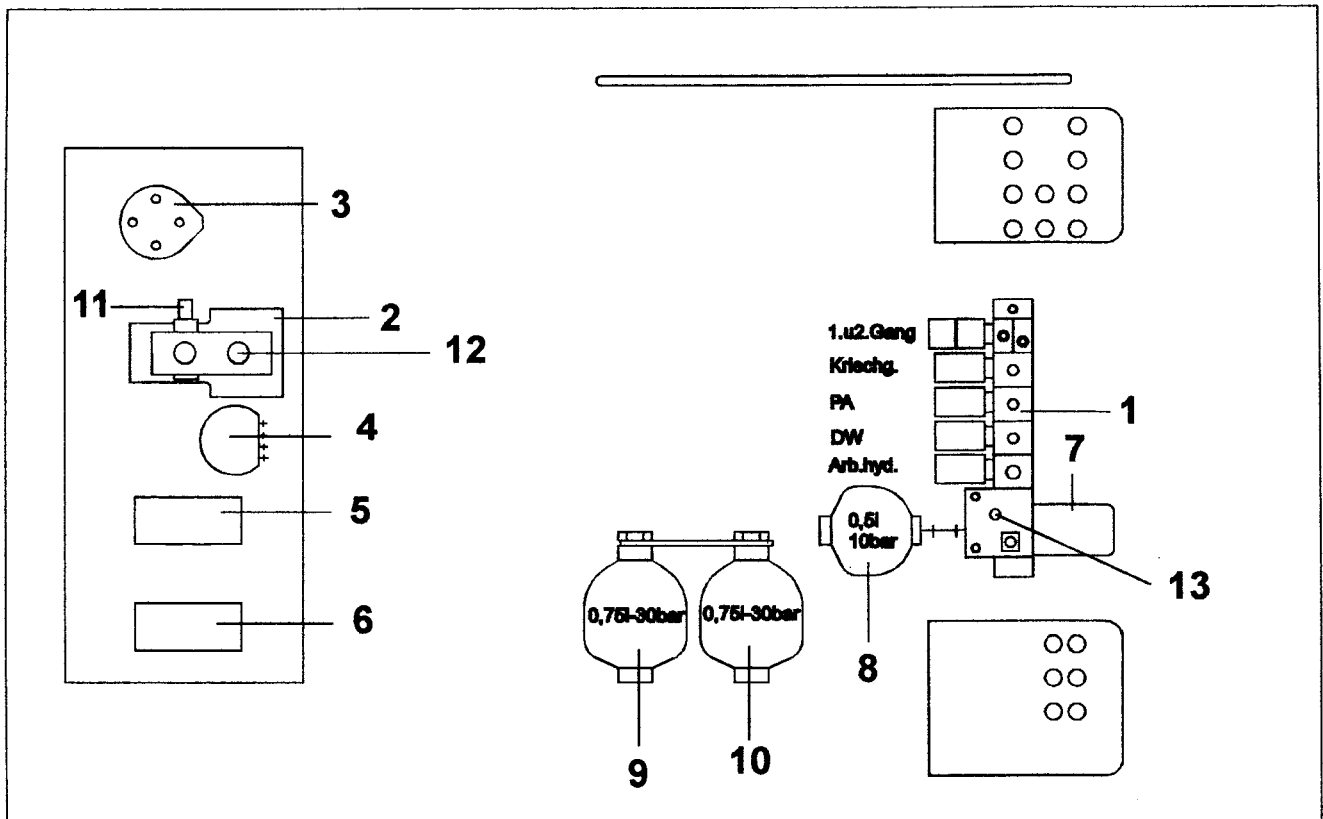 3
11
2
12
4
5
6
1.u2.Gang
Kriechg.
PA
DW
Arb.hyd.
1
7
0,5l
10bar
13
8
0,75l-30bar
0,75l-30bar
9
10